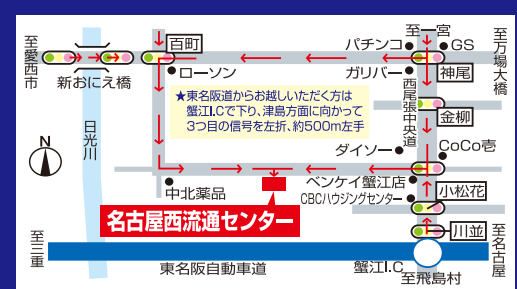 至愛西市
新おにえ橋
日光川
百町
ローソン
至一宮
パチンコ
GS
ガリバー
神尾
至万場大橋
西尾張中央道
金柳
★東名阪道からお越しいただく方は
蟹江I.Cで下り、津島方面に向かって
3つ目の信号を左折、約500m左手
ダイソー
CoCo壱
N
中北薬品
ベンケイ蟹江店
CBCハウジングセンター
小松花
名古屋西流通センター
川並
至三重
東名阪自動車道
蟹江I.C
至飛島村
至名古屋